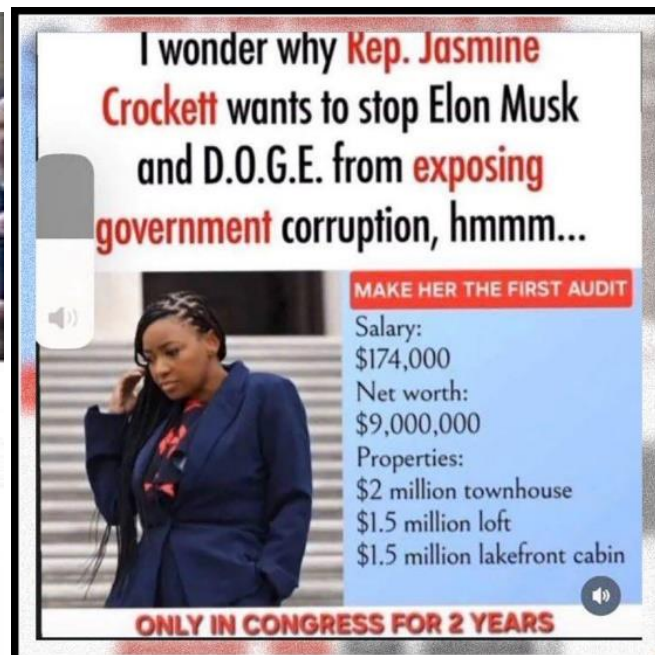 I wonder why Rep. Jasmine
Crockett wants to stop Elon Musk
and D.O.G.E. from exposing
government corruption, hmmm...
MAKE HER THE FIRST AUDIT
Salary:
$174,000
Net worth:
$9,000,000
Properties:
$2 million townhouse
$1.5 million loft
$1.5 million lakefront cabin
ONLY IN CONGRESS FOR 2 YEARS